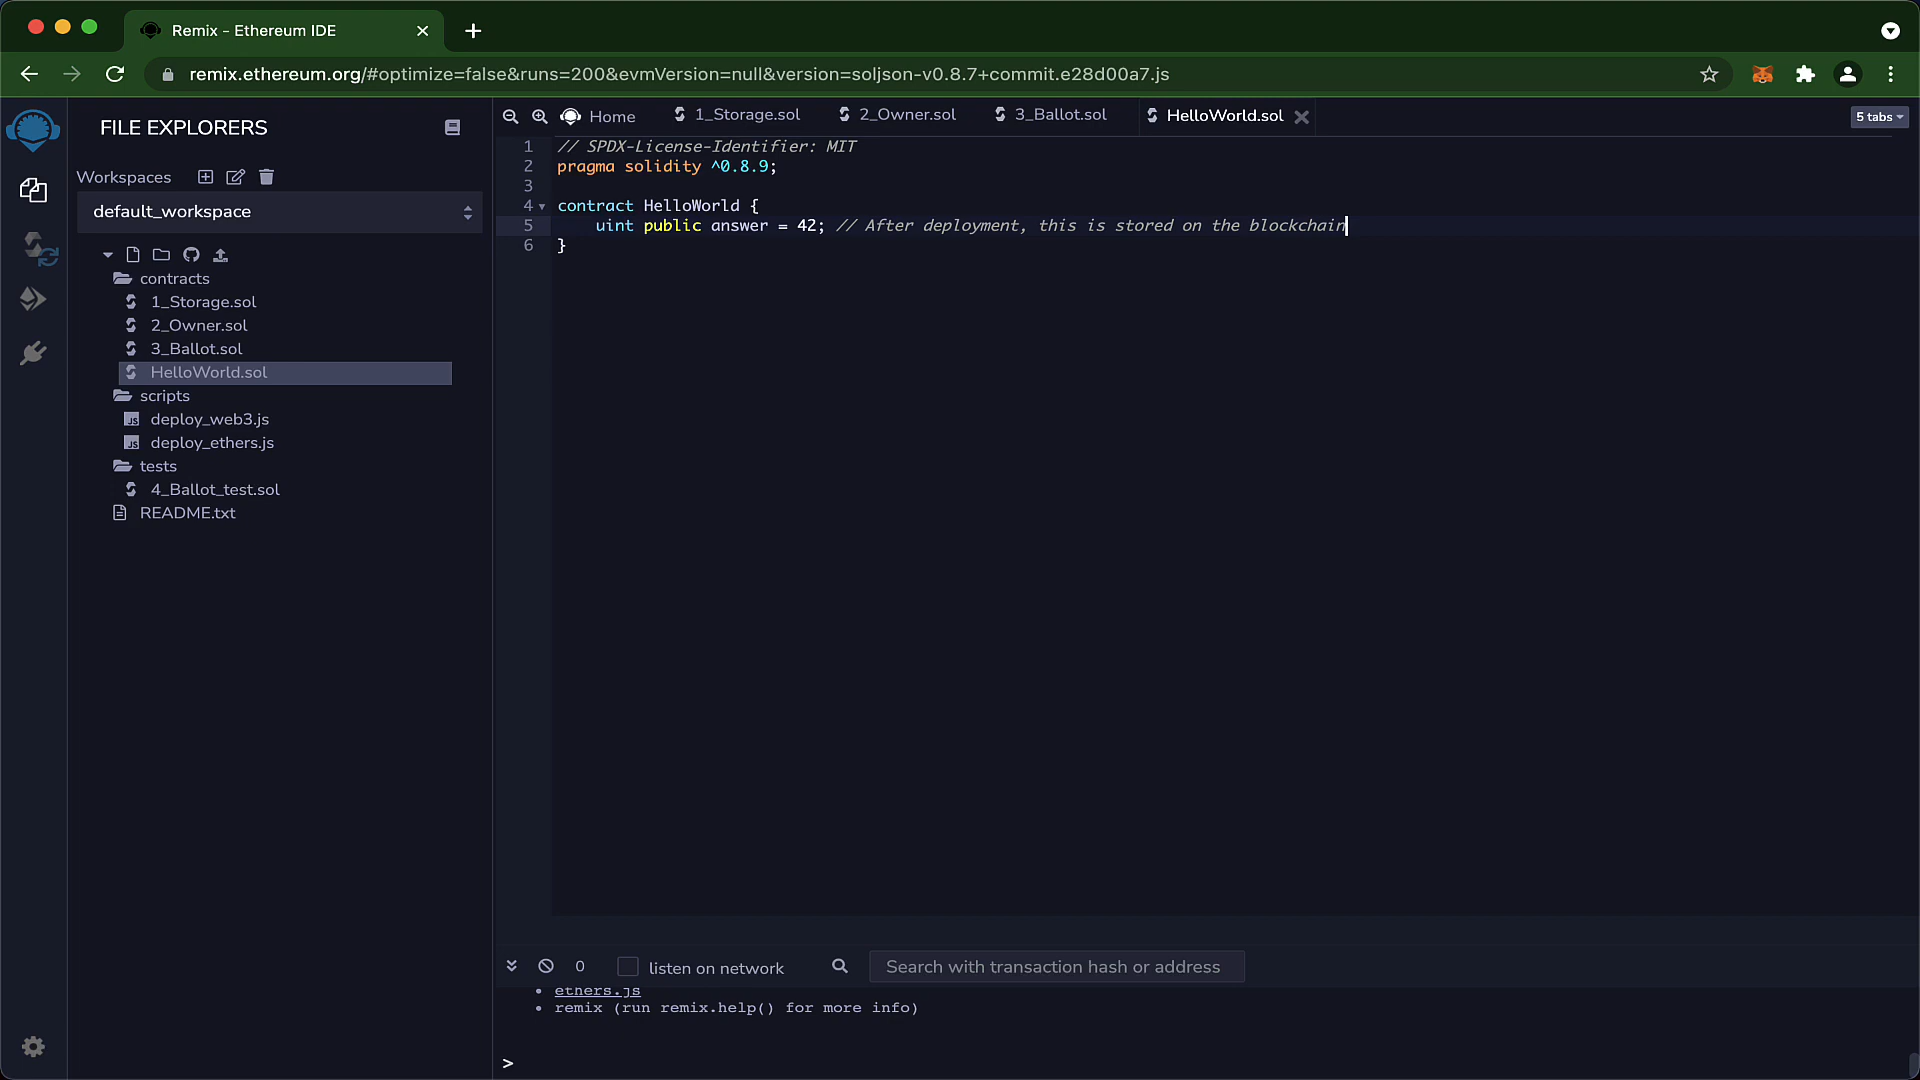 Remix - Ethereum IDE
remix.ethereum.org/#optimize=false&runs=200&evmVersion=null&version=soljson-v0.8.7+commit.e28d00a7.js
FILE EXPLORERS
Workspaces
default_workspace
contracts
1_Storage.sol
2_Owner.sol
3_Ballot.sol
HelloWorld.sol
scripts
JS deploy_web3.js
JS deploy_ethers.js
tests
4_Ballot_test.sol
README.txt
Home 1_Storage.sol 2_Owner.sol 3_Ballot.sol HelloWorld.sol 5 tabs
1 // SPDX-License-Identifier: MIT
2 pragma solidity ^0.8.9;
3
4 contract HelloWorld {
5 uint public answer = 42; // After deployment, this is stored on the blockchain
6 }
0 listen on network Search with transaction hash or address
• ethers.js
• remix (run remix.help() for more info)
>